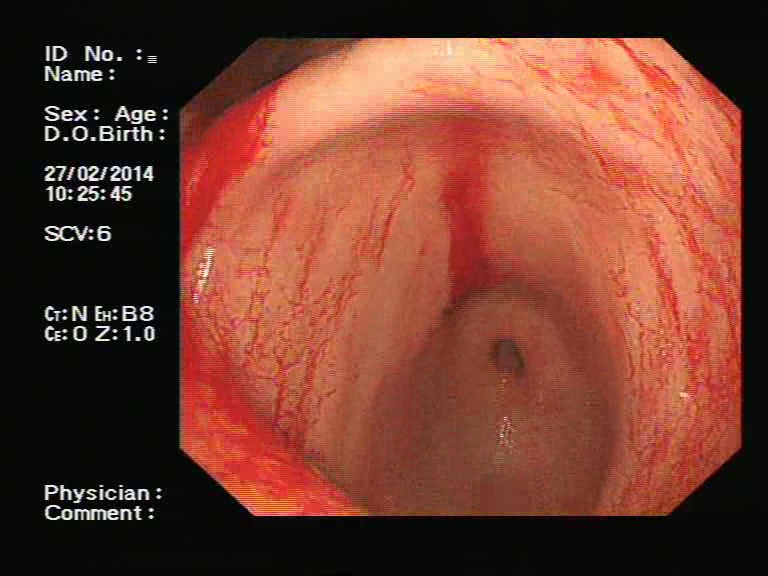 ID No. :
Name:
Sex: Age:
D.O.Birth:
27/02/2014
10:25:45
SCV:6
CT:N EH:B8
CE:0 Z:1.0
Physician:
Comment: